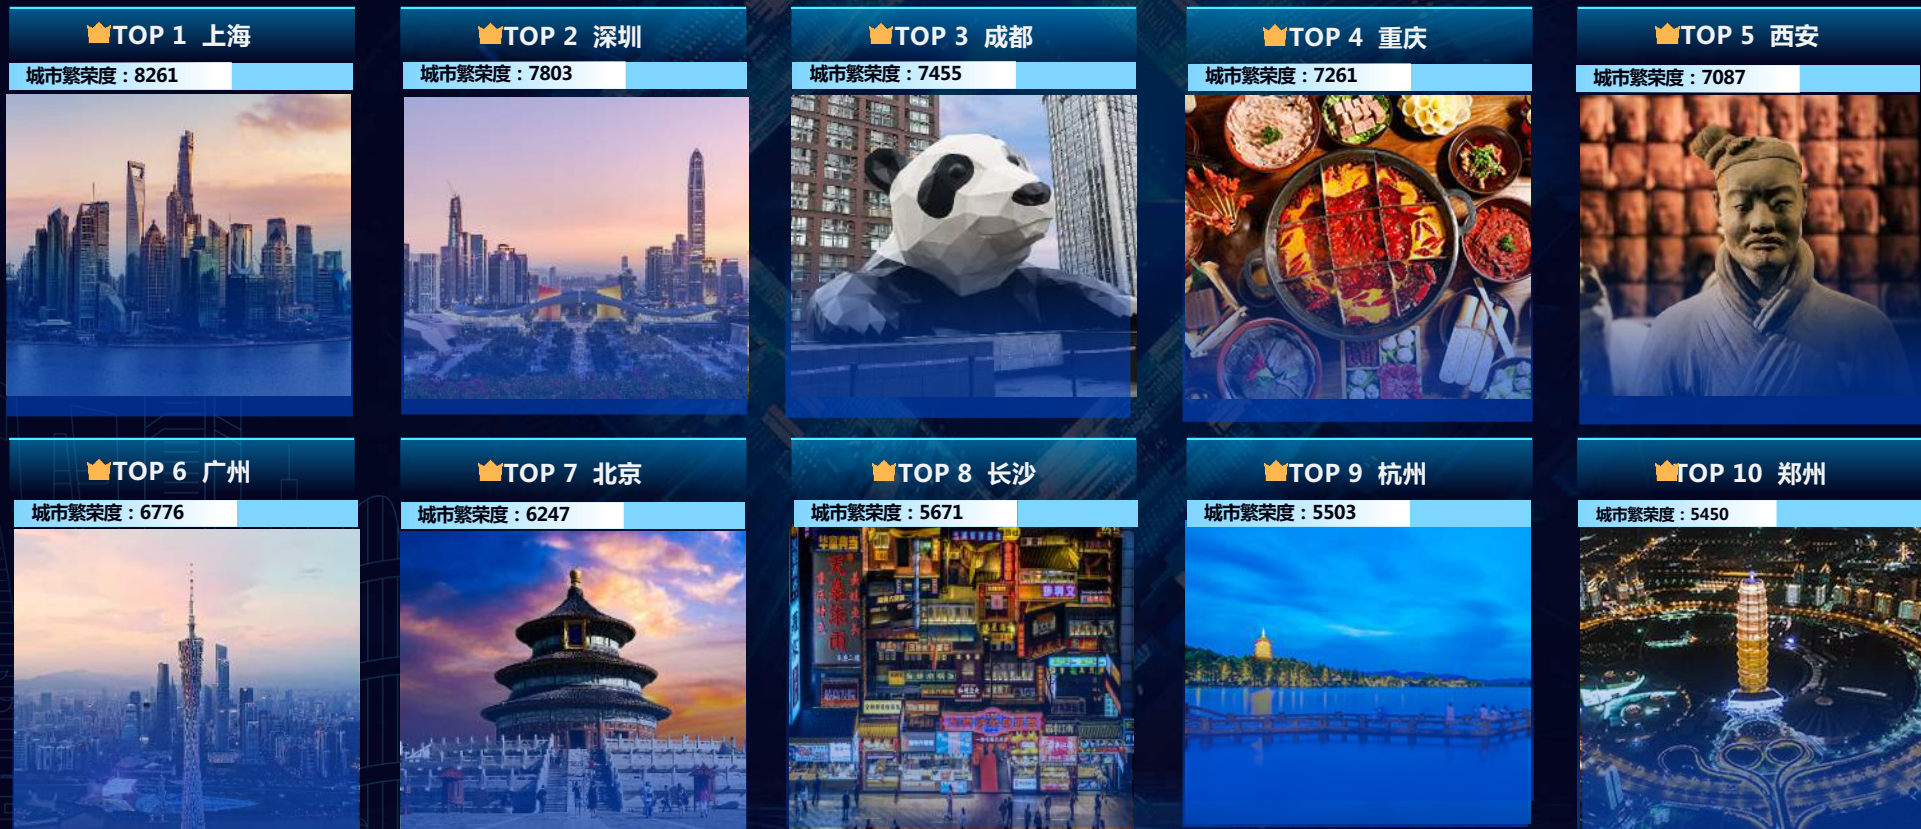 TOP 1 上海
城市繁荣度：8261
TOP 2 深圳
城市繁荣度：7803
TOP 3 成都
城市繁荣度：7455
TOP 4 重庆
城市繁荣度：7261
TOP 5 西安
城市繁荣度：7087
TOP 6 广州
城市繁荣度：6776
TOP 7 北京
城市繁荣度：6247
TOP 8 长沙
城市繁荣度：5671
TOP 9 杭州
城市繁荣度：5503
TOP 10 郑州
城市繁荣度：5450